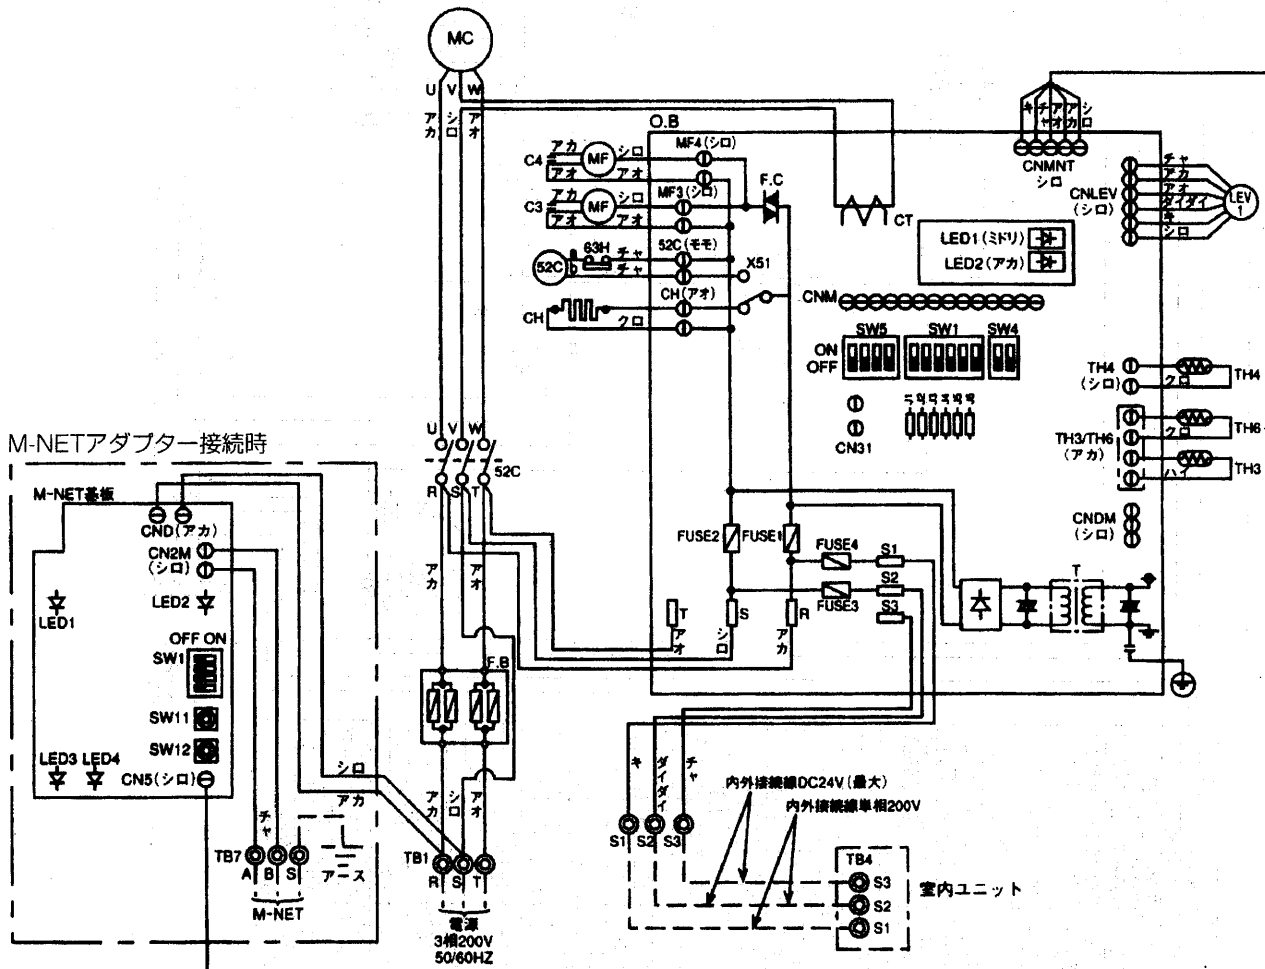 MC
U V W
アカ
シロ
アオ
O.B
アカ
C4
MF
シロ
MF4(シロ)
アオ
アオ
アカ
C3
MF
シロ
MF3(シロ)
アオ
アオ
F.C
CT
63H
チャ
52C(モモ)
52C
チャ
X51
CH(アオ)
CH
クロ
キ
チャ
アオ
アカ
シロ
CNMNT
シロ
チャ
アカ
CNLEV
(シロ)
アオ
ダイダイ
キ
シロ
LEV
1
LED1(ミドリ)
LED2(アカ)
CNM
SW5 SW1 SW4
ON
OFF
CN31
J1 J2 J3 J4 J5 J6
TH4
(シロ)
クロ
TH4
TH3/TH6
(アカ)
クロ
TH6
ハイ
TH3
CNDM
(シロ)
U V W
52C
R S T
FUSE2 FUSE1
FUSE4
S1
S2
FUSE3
S3
T
T
アオ
S
シロ
R
アカ
アカ
アオ
F.B
M-NETアダプター接続時
M-NET基板
CND(アカ)
CN2M
(シロ)
LED1
LED2
OFF ON
SW1
SW11
SW12
LED3 LED4
CN5(シロ)
シロ
アカ
チャ
TB7
A B S
アース
M-NET
アカ
シロ
アオ
TB1
R S T
電源
3相200V
50/60HZ
キ
ダイダイ
チャ
S1 S2 S3
内外接続線DC24V(最大)
内外接続線単相200V
TB4
S3
S2
S1
室内ユニット